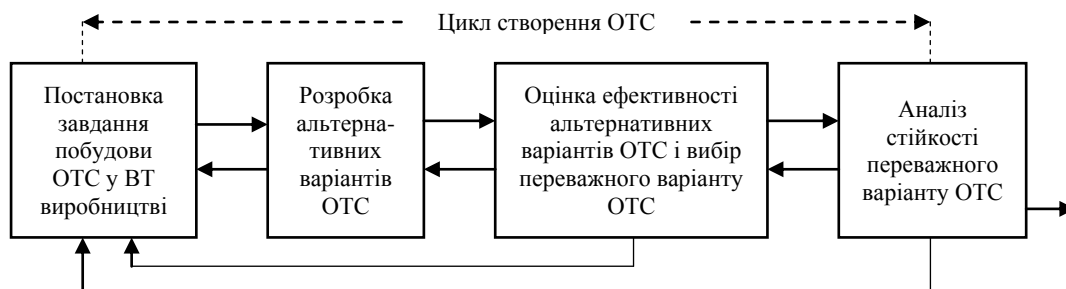 Цикл створення ОТС
Постановка
завдання
побудови
ОТС у ВТ
виробництві
Розробка
альтерна-
тивних
варіантів
ОТС
Оцінка ефективності
альтернативних
варіантів ОТС і вибір
переважного варіанту
ОТС
Аналіз
стійкості
переважного
варіанту ОТС